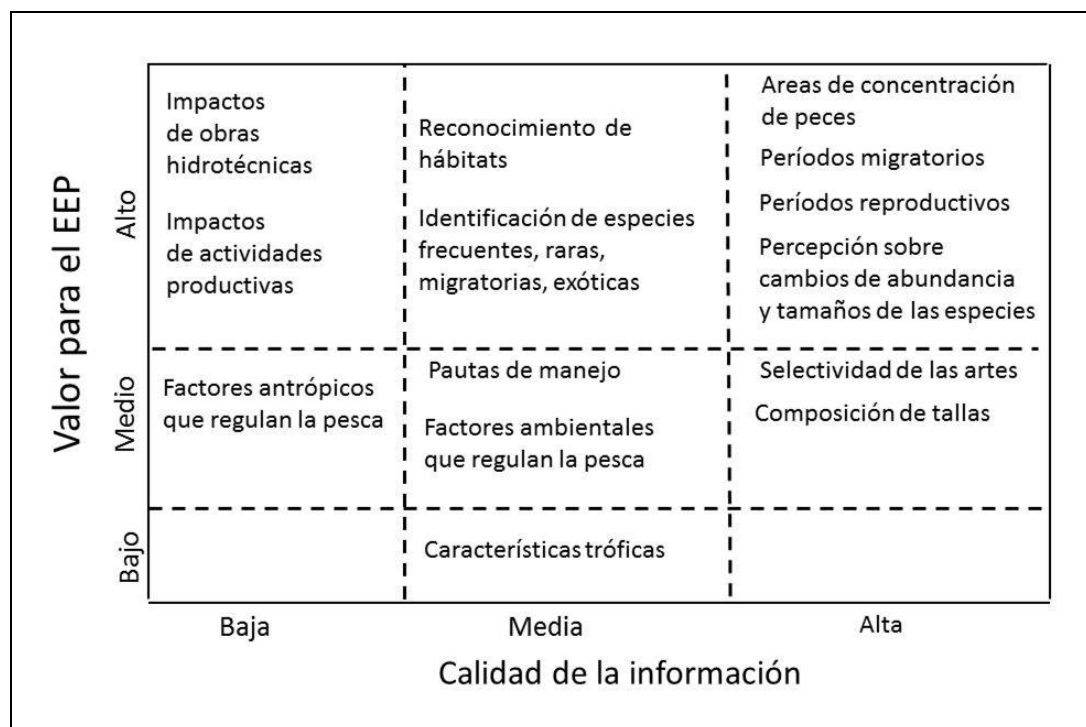 Valor para el EEP
Alto
Impactos
de obras
hidrotécnicas
Impactos
de actividades
productivas
Reconocimiento de
hábitats
Identificación de especies
frecuentes, raras,
migratorias, exóticas
Areas de concentración
de peces
Períodos migratorios
Períodos reproductivos
Percepción sobre
cambios de abundancia
y tamaños de las especies
Medio
Factores antrópicos
que regulan la pesca
Pautas de manejo
Factores ambientales
que regulan la pesca
Selectividad de las artes
Composición de tallas
Bajo
Características tróficas
Baja
Media
Alta
Calidad de la información